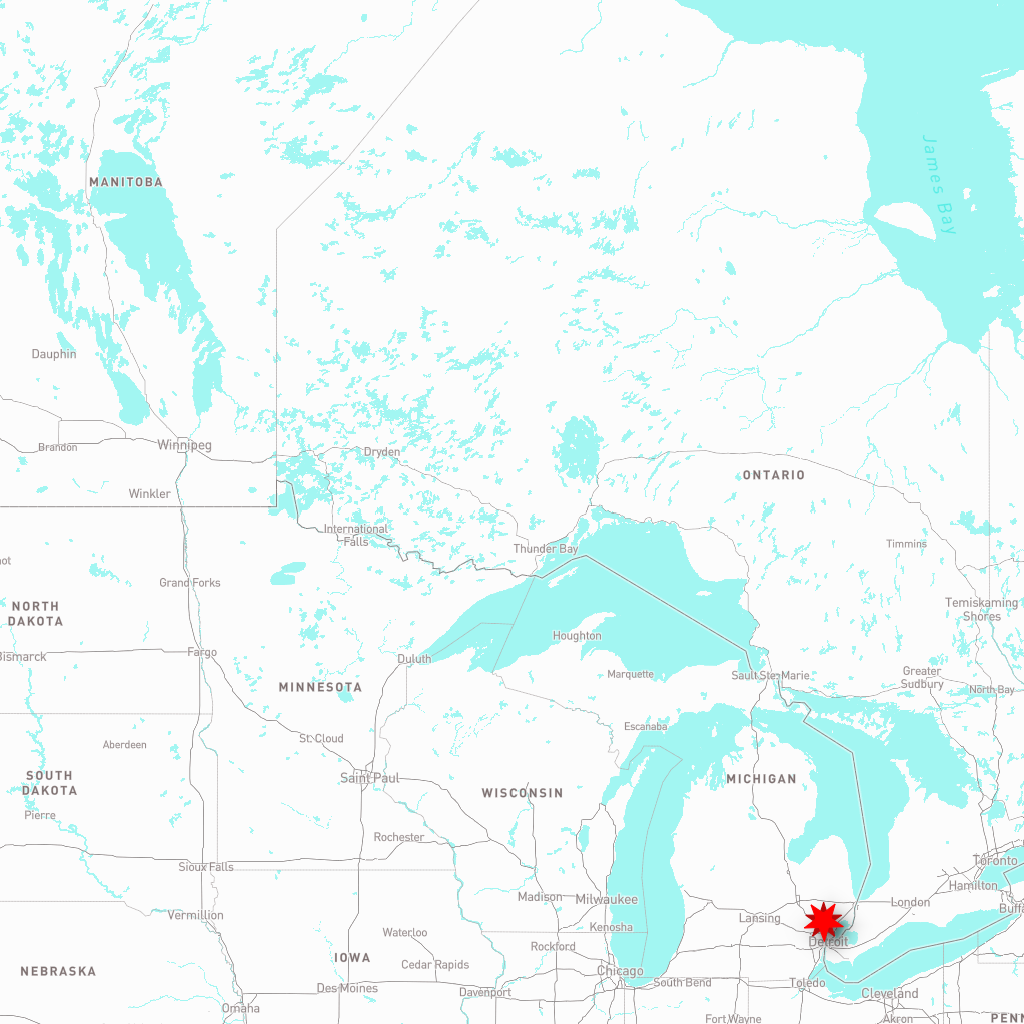 James Bay
MANITOBA
Dauphin
Brandon
Winnipeg
Dryden
Winkler
ONTARIO
International
Falls
Thunder Bay
Timmins
Grand Forks
NORTH
DAKOTA
Temiskaming
Shores
Houghton
Bismarck
Fargo
Duluth
Marquette
Sault Ste. Marie
Greater
Sudbury
North Bay
MINNESOTA
Escanaba
St. Cloud
Aberdeen
SOUTH
DAKOTA
Saint Paul
MICHIGAN
WISCONSIN
Pierre
Rochester
Toronto
Sioux Falls
Hamilton
Madison
Milwaukee
London
Vermillion
Lansing
Kenosha
Waterloo
Rockford
Detroit
IOWA
Cedar Rapids
NEBRASKA
Chicago
South Bend
Toledo
Cleveland
Des Moines
Davenport
Omaha
Fort Wayne
Akron